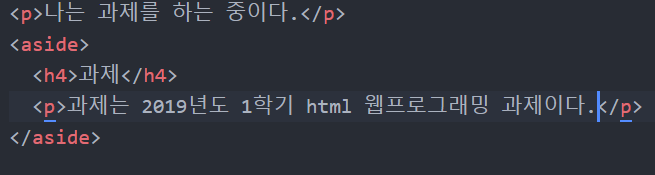 <p>나는 과제를 하는 중이다.</p>
<aside>
<h4>과제</h4>
<p>과제는 2019년도 1학기 html 웹프로그래밍 과제이다.</p>
</aside>